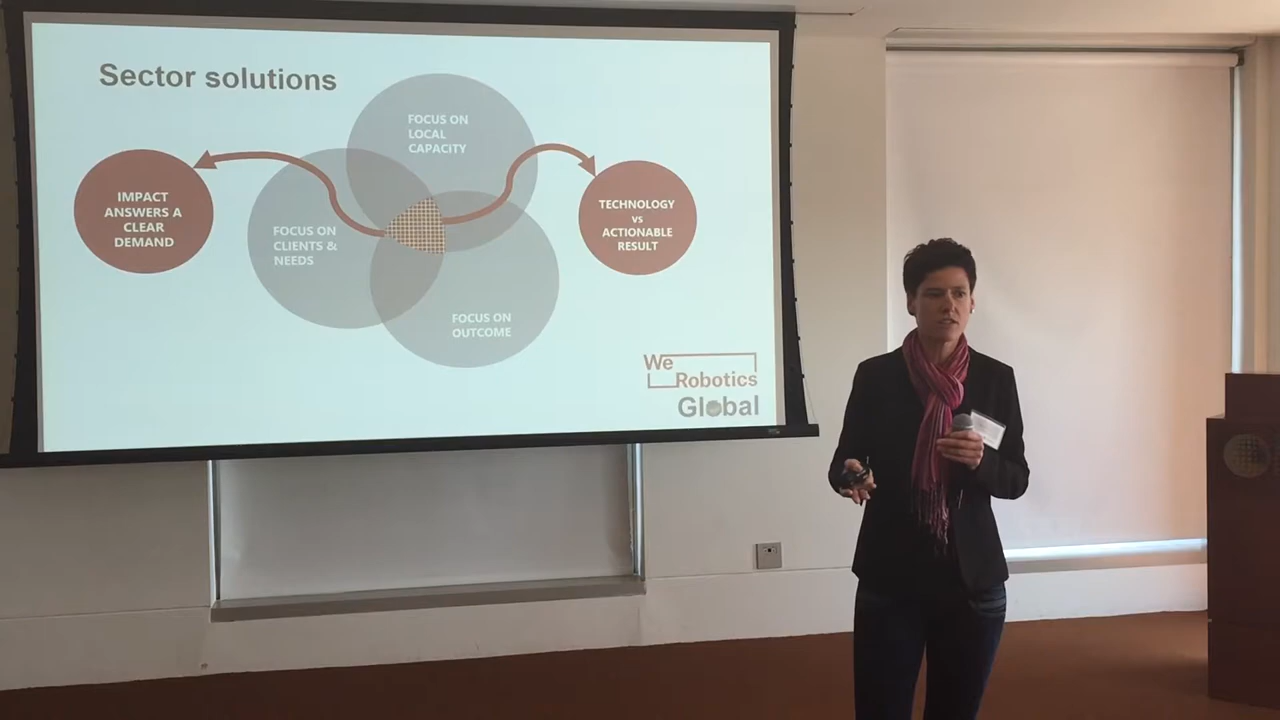 Sector solutions
FOCUS ON
LOCAL
CAPACITY
IMPACT
ANSWERS A
CLEAR
DEMAND
TECHNOLOGY
vs
ACTIONABLE
RESULT
FOCUS ON
CLIENTS &
NEEDS
FOCUS ON
OUTCOME
We
Robotics
Global